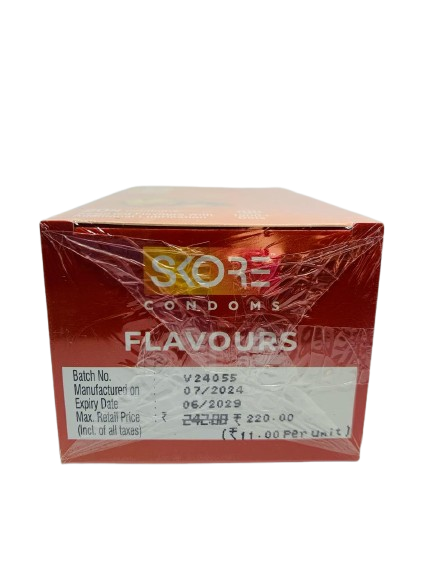 SKORE
CONDOMS
FLAVOURS
Batch No. : V24055
Manufactured on : 07/2024
Expiry Date : 06/2029
Max. Retail Price : ₹ 242.00 ₹ 220.00
(Incl. of all taxes) (₹11.00 Per Unit)